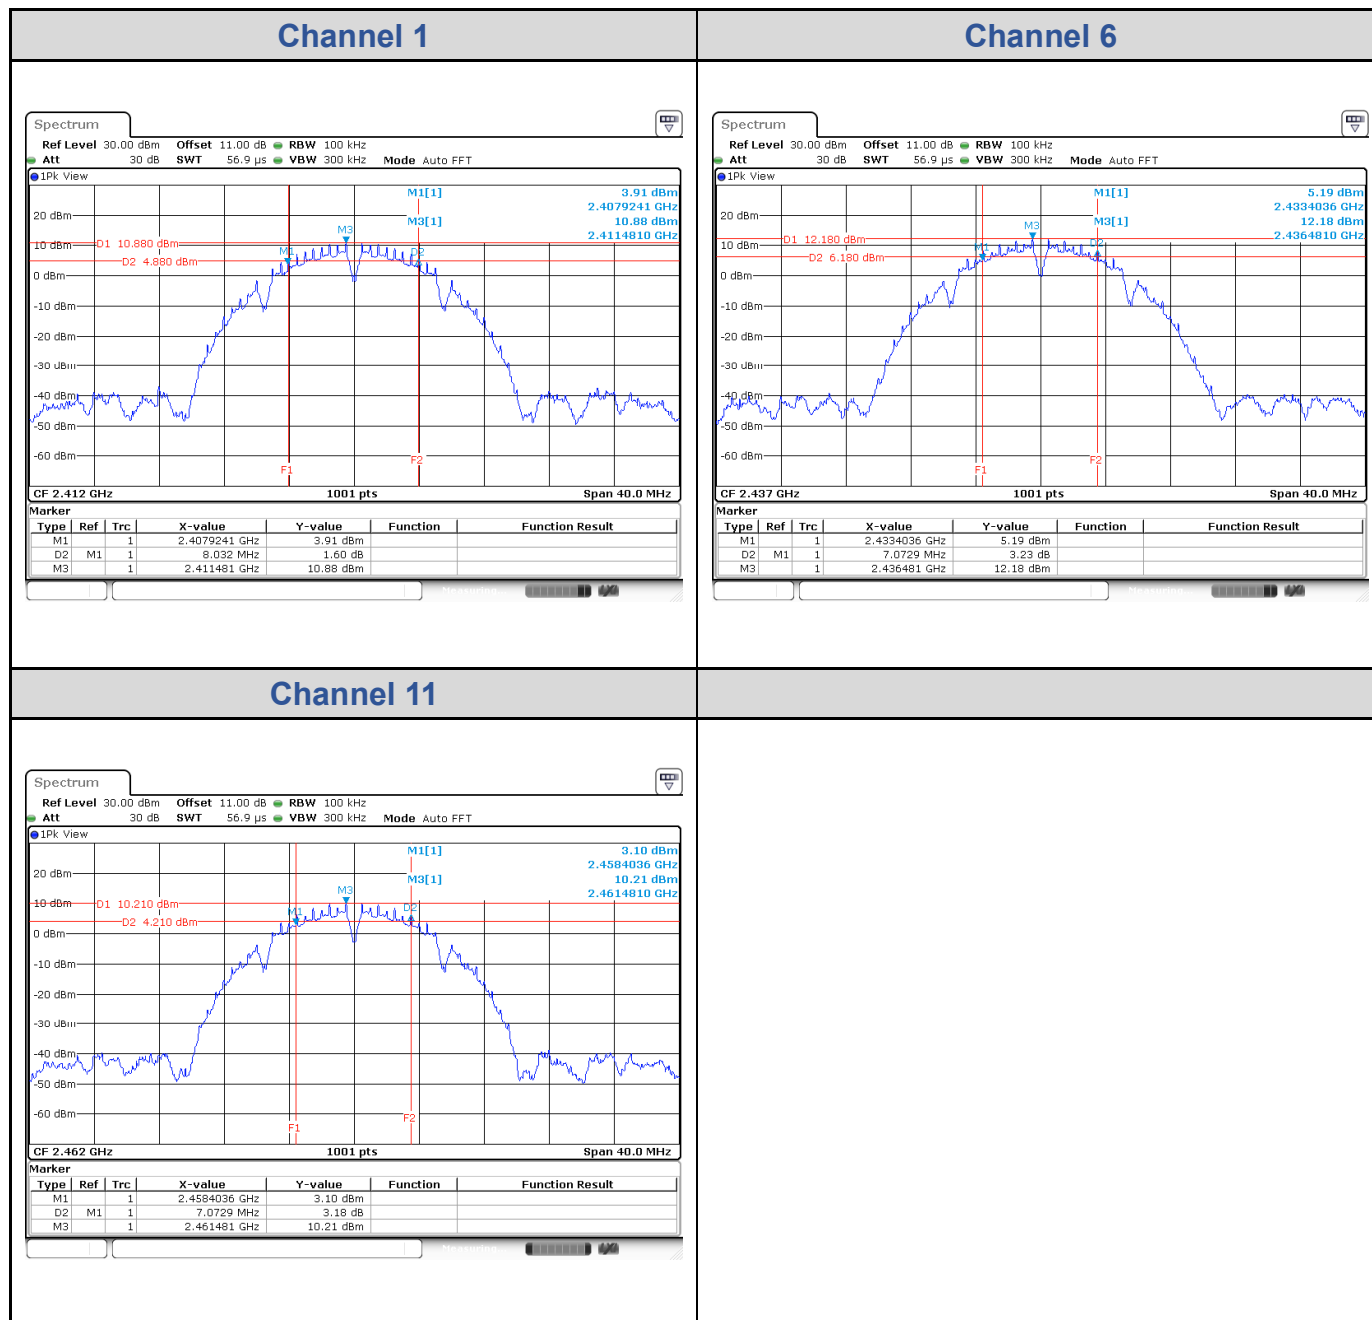 Channel 1
Spectrum
Ref Level 30.00 dBm Offset 11.00 dB RBW 100 kHz
Att 30 dB SWT 56.9 µs VBW 300 kHz Mode Auto FFT
1Pk View
M1[1] 3.91 dBm
2.4079241 GHz
M3[1] 10.88 dBm
2.4114810 GHz
20 dBm
M3
10 dBm
D1 10.880 dBm
M1
D2
D2 4.880 dBm
0 dBm
-10 dBm
-20 dBm
-30 dBm
-40 dBm
-50 dBm
-60 dBm
F1
F2
CF 2.412 GHz 1001 pts Span 40.0 MHz
Marker
Type Ref Trc X-value Y-value Function Function Result
M1 1 2.4079241 GHz 3.91 dBm
D2 M1 1 8.032 MHz 1.60 dB
M3 1 2.411481 GHz 10.88 dBm
Measuring...
Channel 6
Spectrum
Ref Level 30.00 dBm Offset 11.00 dB RBW 100 kHz
Att 30 dB SWT 56.9 µs VBW 300 kHz Mode Auto FFT
1Pk View
M1[1] 5.19 dBm
2.4334036 GHz
M3[1] 12.18 dBm
2.4364810 GHz
20 dBm
M3
D1 12.180 dBm
10 dBm
M1
D2
D2 6.180 dBm
0 dBm
-10 dBm
-20 dBm
-30 dBm
-40 dBm
-50 dBm
-60 dBm
F1
F2
CF 2.437 GHz 1001 pts Span 40.0 MHz
Marker
Type Ref Trc X-value Y-value Function Function Result
M1 1 2.4334036 GHz 5.19 dBm
D2 M1 1 7.0729 MHz 3.23 dB
M3 1 2.436481 GHz 12.18 dBm
Measuring...
Channel 11
Spectrum
Ref Level 30.00 dBm Offset 11.00 dB RBW 100 kHz
Att 30 dB SWT 56.9 µs VBW 300 kHz Mode Auto FFT
1Pk View
M1[1] 3.10 dBm
2.4584036 GHz
M3[1] 10.21 dBm
2.4614810 GHz
20 dBm
M3
10 dBm
D1 10.210 dBm
M1
D2
D2 4.210 dBm
0 dBm
-10 dBm
-20 dBm
-30 dBm
-40 dBm
-50 dBm
-60 dBm
F1
F2
CF 2.462 GHz 1001 pts Span 40.0 MHz
Marker
Type Ref Trc X-value Y-value Function Function Result
M1 1 2.4584036 GHz 3.10 dBm
D2 M1 1 7.0729 MHz 3.18 dB
M3 1 2.461481 GHz 10.21 dBm
Measuring...